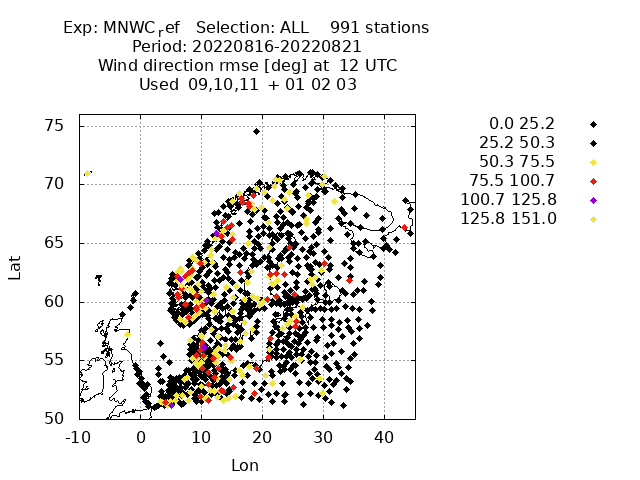 Exp: MNWCref   Selection: ALL    991 stations
Period: 20220816-20220821
Wind direction rmse [deg] at  12 UTC
Used  09,10,11  + 01 02 03
0.0 25.2
25.2 50.3
50.3 75.5
75.5 100.7
100.7 125.8
125.8 151.0
75
70
65
60
55
50
Lat
-10 0 10 20 30 40
Lon